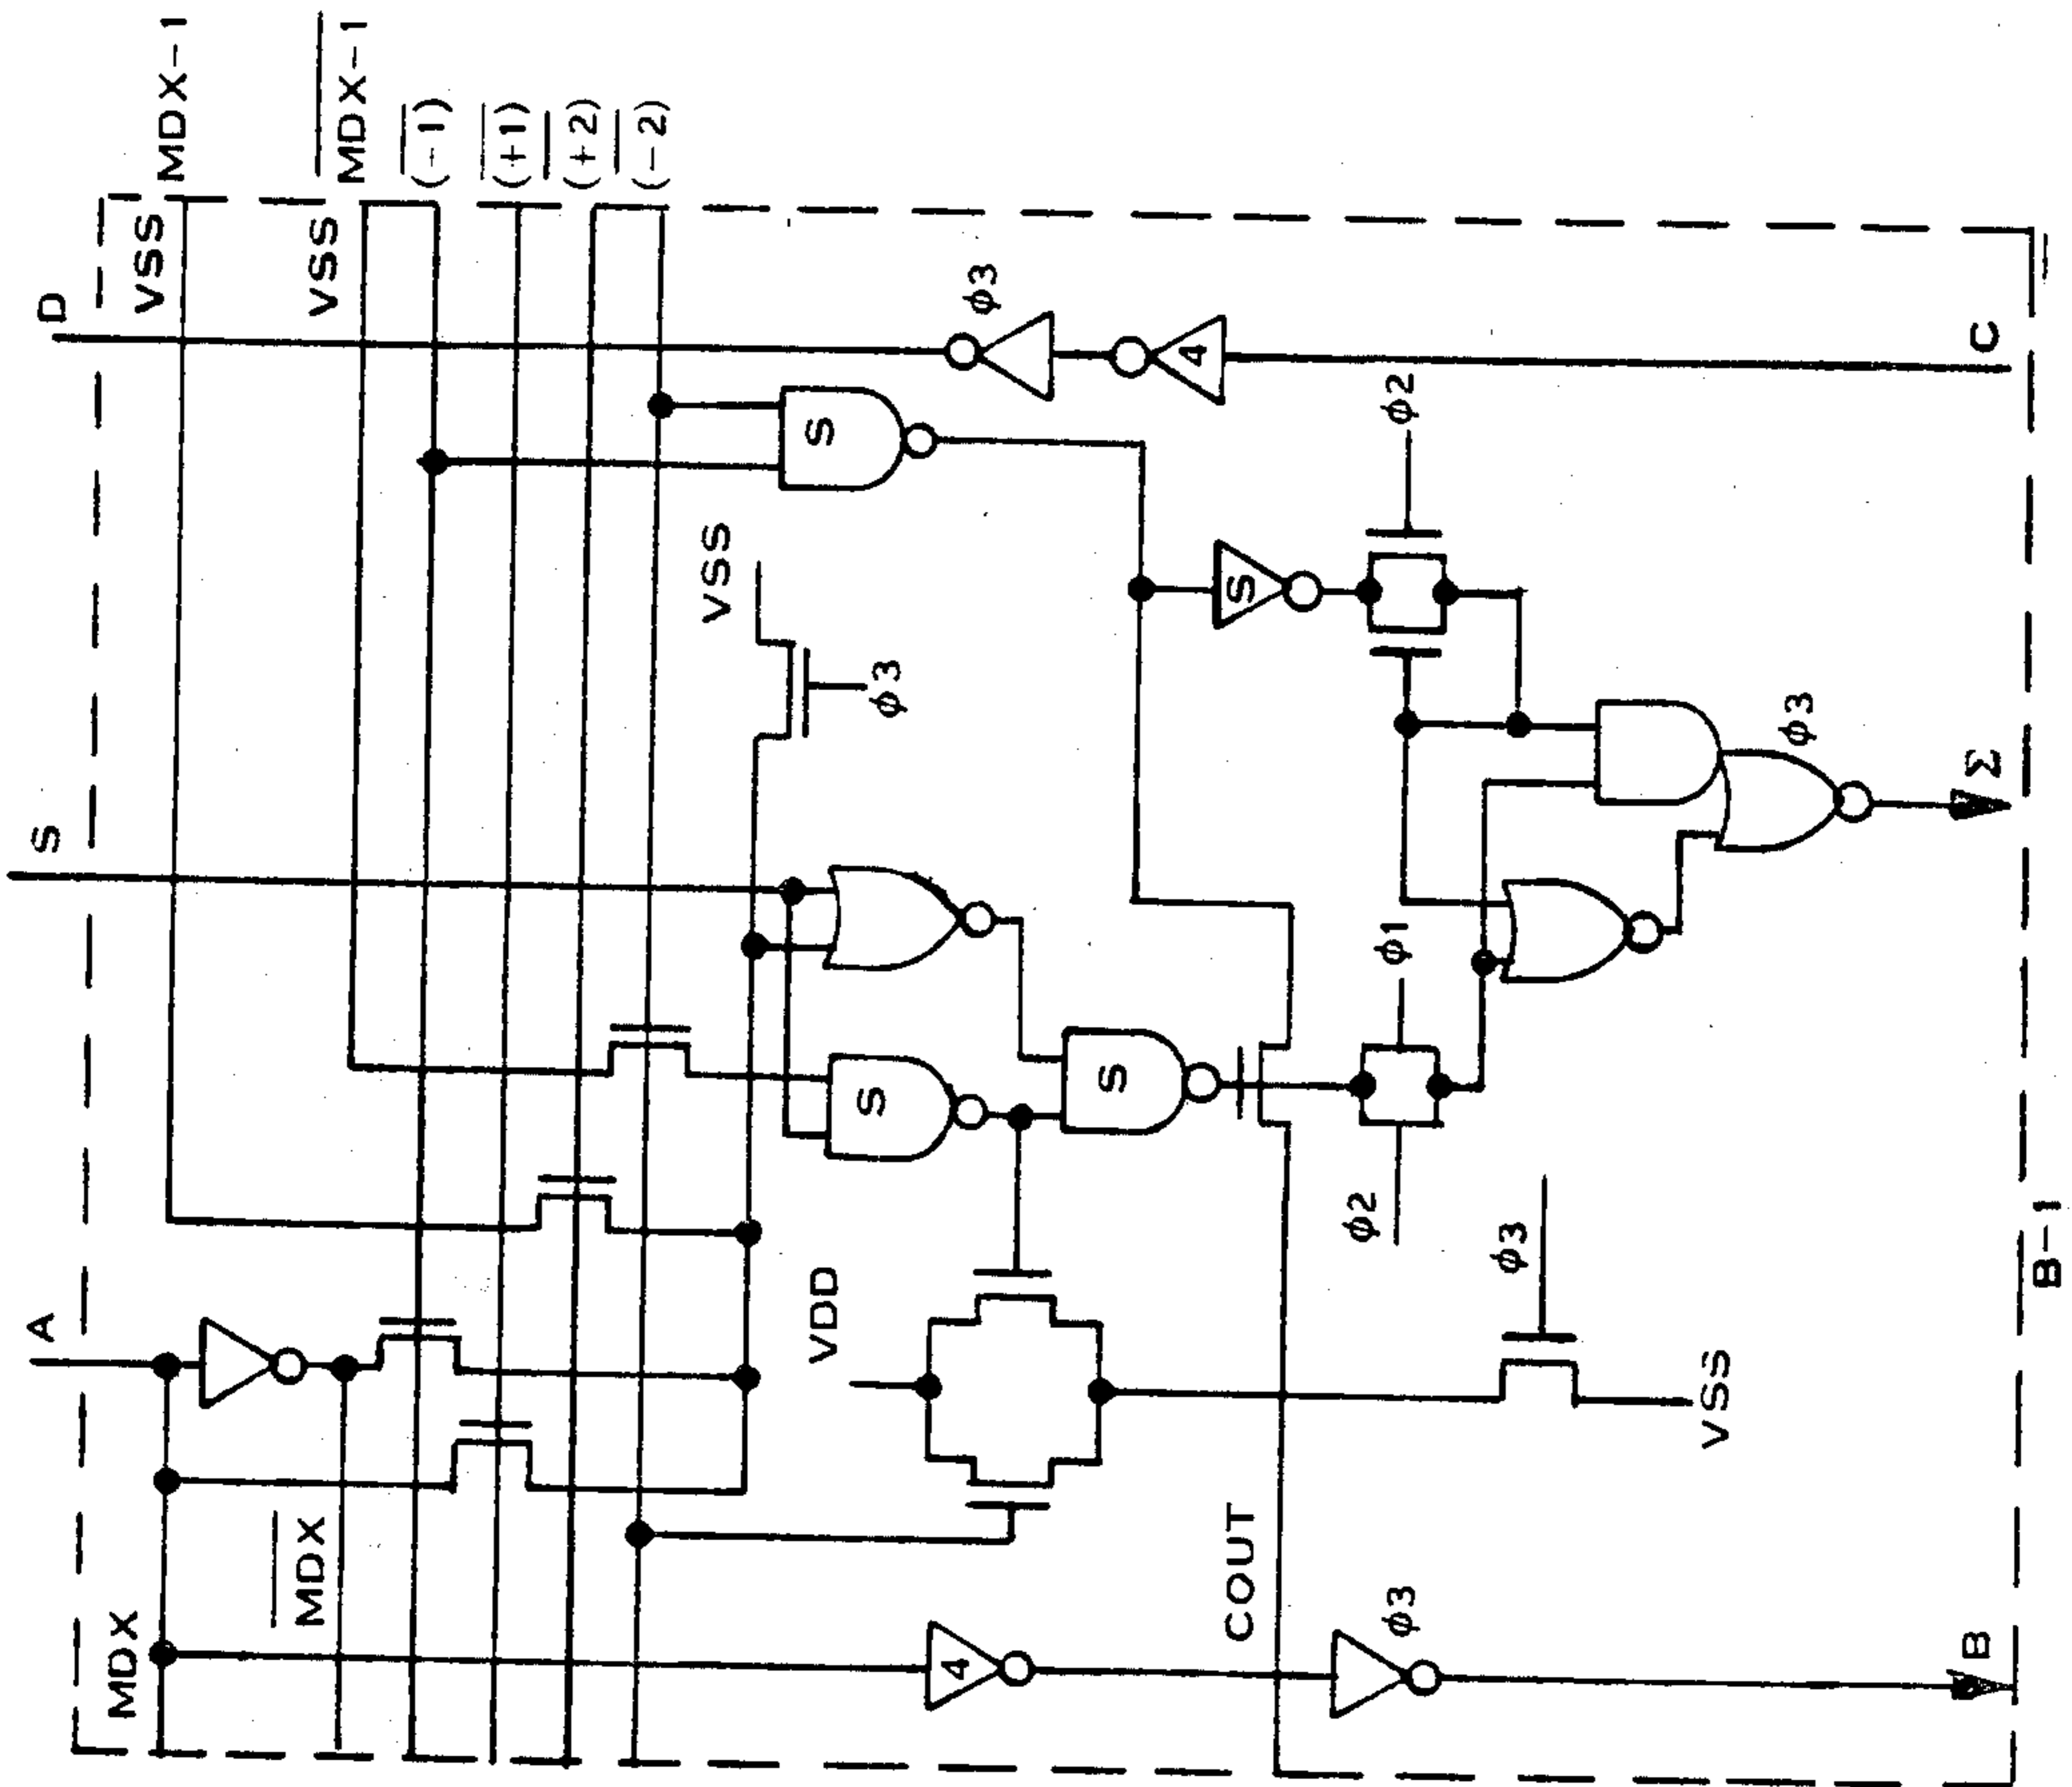 MDX-1
VSS
MDX-1
VSS
(-1)
(+1)
(+2)
(-2)
D
S
A
MDX
MDX
VSS
φ3
S
φ3
4
C
φ2
S
S
S
φ1
φ2
VDD
φ3
VSS
COUT
4
φ3
B
φ3
Σ
B-1